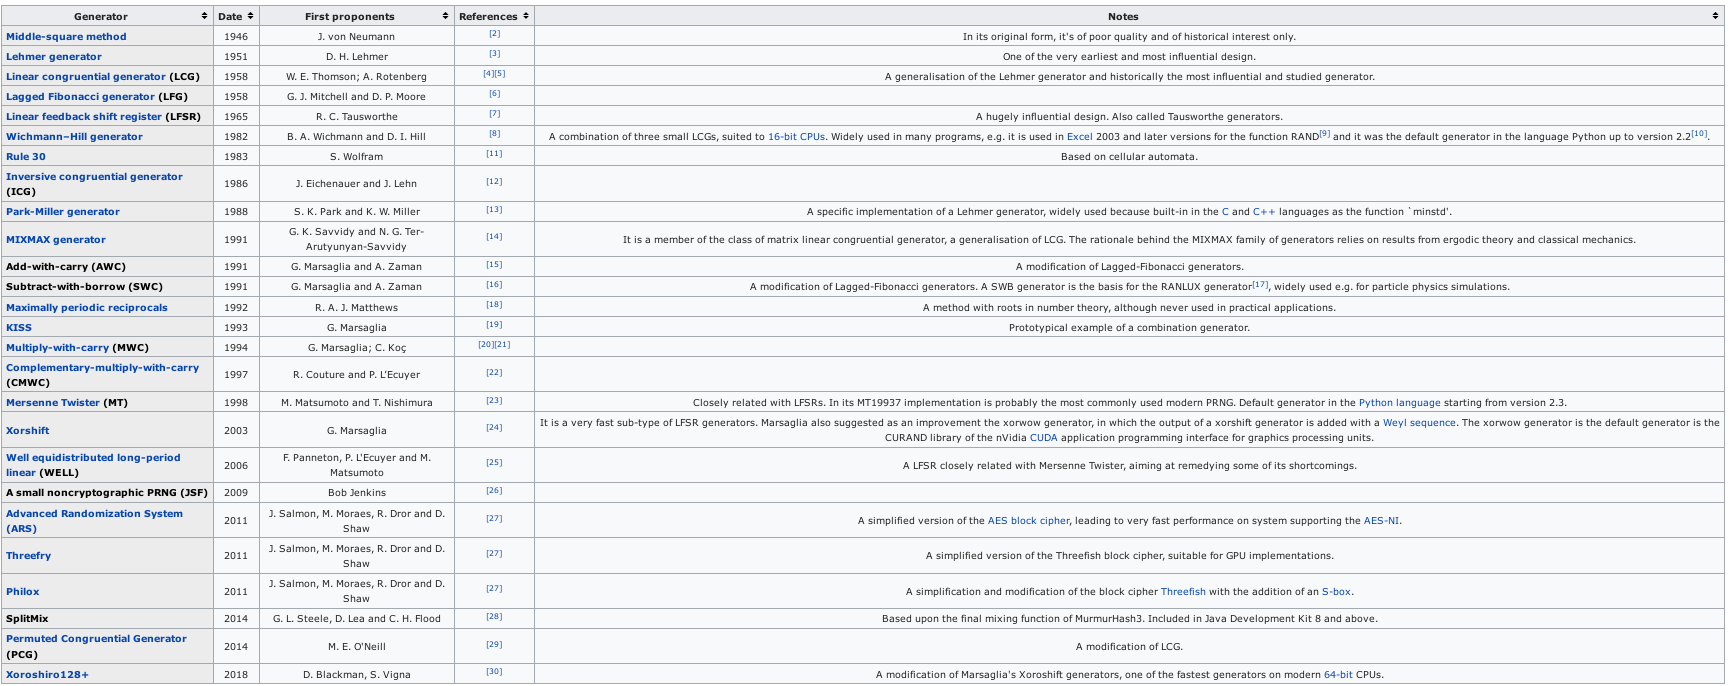 Generator Date First proponents References Notes
Middle-square method 1946 J. von Neumann [2] In its original form, it's of poor quality and of historical interest only.
Lehmer generator 1951 D. H. Lehmer [3] One of the very earliest and most influential design.
Linear congruential generator (LCG) 1958 W. E. Thomson; A. Rotenberg [4][5] A generalisation of the Lehmer generator and historically the most influential and studied generator.
Lagged Fibonacci generator (LFG) 1958 G. J. Mitchell and D. P. Moore [6]
Linear feedback shift register (LFSR) 1965 R. C. Tausworthe [7] A hugely influential design. Also called Tausworthe generators.
Wichmann–Hill generator 1982 B. A. Wichmann and D. I. Hill [8] A combination of three small LCGs, suited to 16-bit CPUs. Widely used in many programs, e.g. it is used in Excel 2003 and later versions for the function RAND[9] and it was the default generator in the language Python up to version 2.2[10].
Rule 30 1983 S. Wolfram [11] Based on cellular automata.
Inversive congruential generator
(ICG) 1986 J. Eichenauer and J. Lehn [12]
Park-Miller generator 1988 S. K. Park and K. W. Miller [13] A specific implementation of a Lehmer generator, widely used because built-in in the C and C++ languages as the function `minstd'.
MIXMAX generator 1991 G. K. Savvidy and N. G. Ter-
Arutyunyan-Savvidy [14] It is a member of the class of matrix linear congruential generator, a generalisation of LCG. The rationale behind the MIXMAX family of generators relies on results from ergodic theory and classical mechanics.
Add-with-carry (AWC) 1991 G. Marsaglia and A. Zaman [15] A modification of Lagged-Fibonacci generators.
Subtract-with-borrow (SWC) 1991 G. Marsaglia and A. Zaman [16] A modification of Lagged-Fibonacci generators. A SWB generator is the basis for the RANLUX generator[17], widely used e.g. for particle physics simulations.
Maximally periodic reciprocals 1992 R. A. J. Matthews [18] A method with roots in number theory, although never used in practical applications.
KISS 1993 G. Marsaglia [19] Prototypical example of a combination generator.
Multiply-with-carry (MWC) 1994 G. Marsaglia; C. Koç [20][21]
Complementary-multiply-with-carry
(CMWC) 1997 R. Couture and P. L'Ecuyer [22]
Mersenne Twister (MT) 1998 M. Matsumoto and T. Nishimura [23] Closely related with LFSRs. In its MT19937 implementation is probably the most commonly used modern PRNG. Default generator in the Python language starting from version 2.3.
Xorshift 2003 G. Marsaglia [24] It is a very fast sub-type of LFSR generators. Marsaglia also suggested as an improvement the xorwow generator, in which the output of a xorshift generator is added with a Weyl sequence. The xorwow generator is the default generator is the
CURAND library of the nVidia CUDA application programming interface for graphics processing units.
Well equidistributed long-period
linear (WELL) 2006 F. Panneton, P. L'Ecuyer and M.
Matsumoto [25] A LFSR closely related with Mersenne Twister, aiming at remedying some of its shortcomings.
A small noncryptographic PRNG (JSF) 2009 Bob Jenkins [26]
Advanced Randomization System
(ARS) 2011 J. Salmon, M. Moraes, R. Dror and D.
Shaw [27] A simplified version of the AES block cipher, leading to very fast performance on system supporting the AES-NI.
Threefry 2011 J. Salmon, M. Moraes, R. Dror and D.
Shaw [27] A simplified version of the Threefish block cipher, suitable for GPU implementations.
Philox 2011 J. Salmon, M. Moraes, R. Dror and D.
Shaw [27] A simplification and modification of the block cipher Threefish with the addition of an S-box.
SplitMix 2014 G. L. Steele, D. Lea and C. H. Flood [28] Based upon the final mixing function of MurmurHash3. Included in Java Development Kit 8 and above.
Permuted Congruential Generator
(PCG) 2014 M. E. O'Neill [29] A modification of LCG.
Xoroshiro128+ 2018 D. Blackman, S. Vigna [30] A modification of Marsaglia's Xoroshift generators, one of the fastest generators on modern 64-bit CPUs.